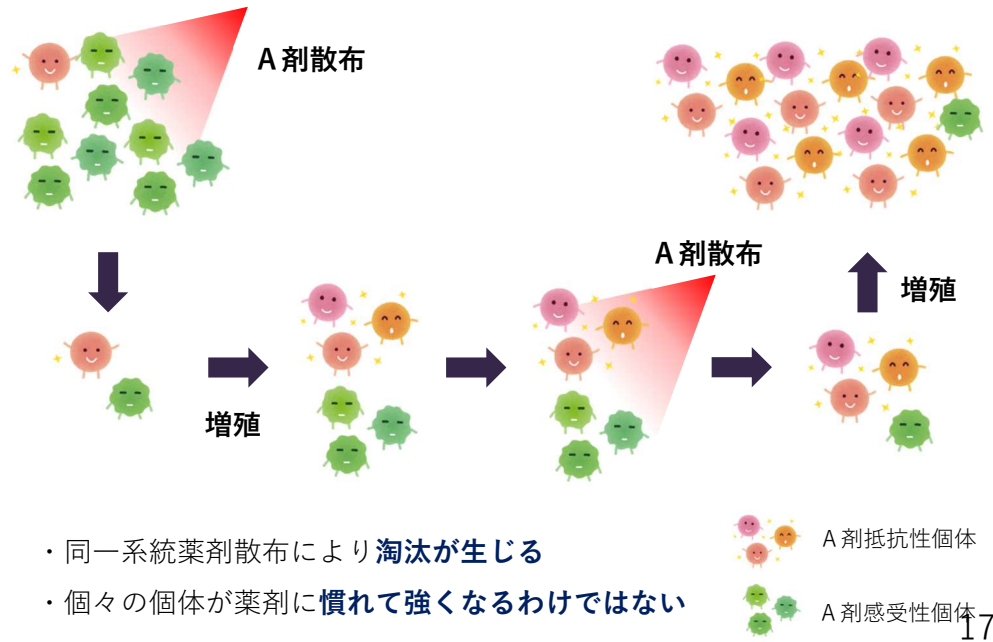 A剤散布
A剤散布
増殖
増殖
・同一系統薬剤散布により淘汰が生じる
・個々の個体が薬剤に慣れて強くなるわけではない
A剤抵抗性個体
A剤感受性個体
17